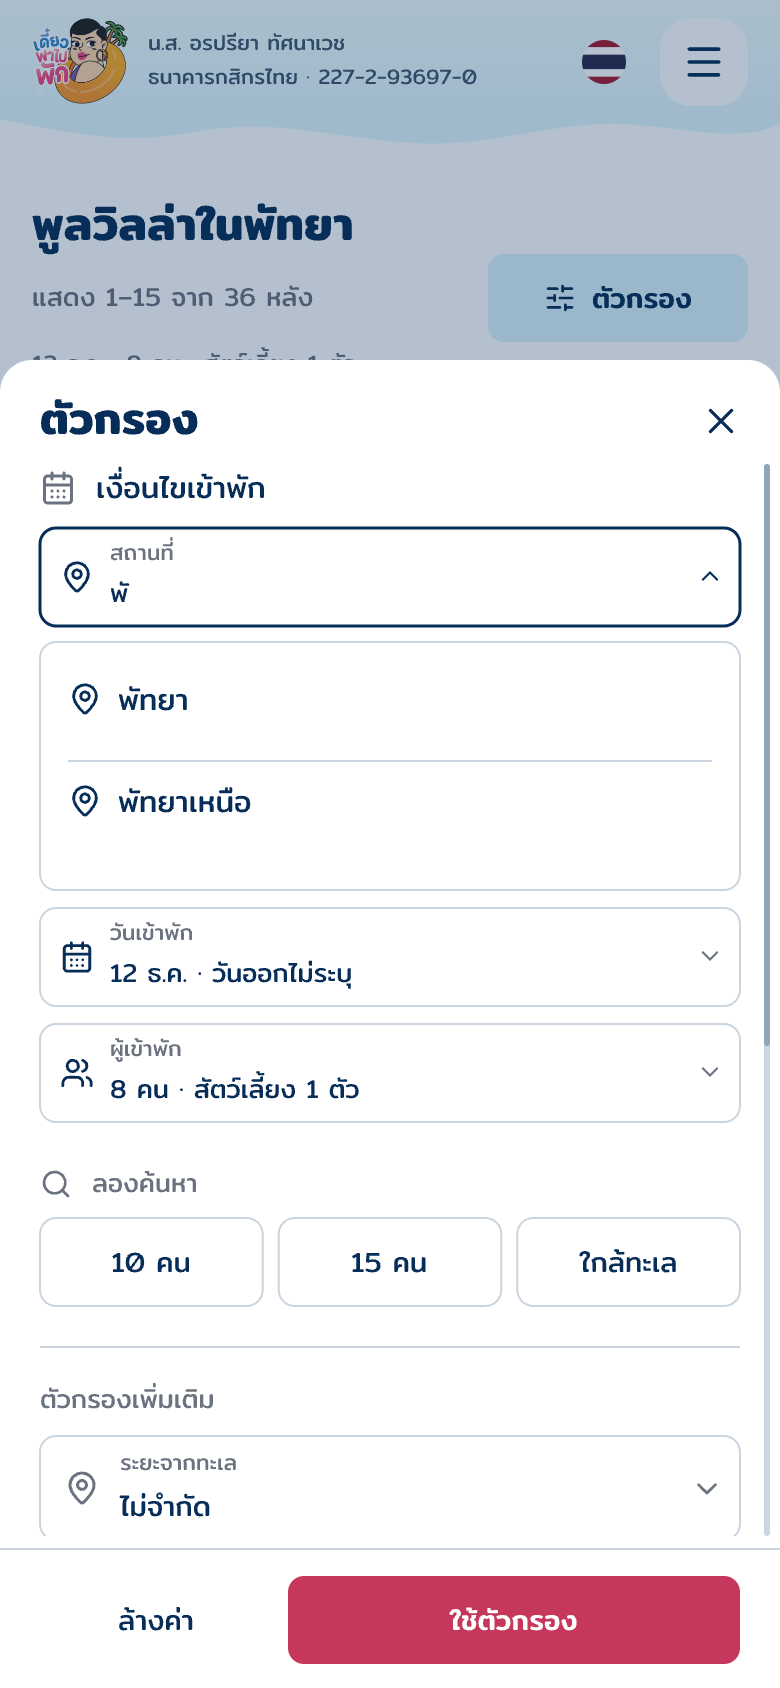 เดี๋ยว
พาไป
พัก
น.ส. อรปรียา ทัศนาเวช
ธนาคารกสิกรไทย · 227-2-93697-0
พูลวิลล่าในพัทยา
แสดง 1–15 จาก 36 หลัง
ตัวกรอง
ตัวกรอง
เงื่อนไขเข้าพัก
สถานที่
พั
พัทยา
พัทยาเหนือ
วันเข้าพัก
12 ธ.ค. · วันออกไม่ระบุ
ผู้เข้าพัก
8 คน · สัตว์เลี้ยง 1 ตัว
ลองค้นหา
10 คน
15 คน
ใกล้ทะเล
ตัวกรองเพิ่มเติม
ระยะจากทะเล
ไม่จำกัด
ล้างค่า
ใช้ตัวกรอง